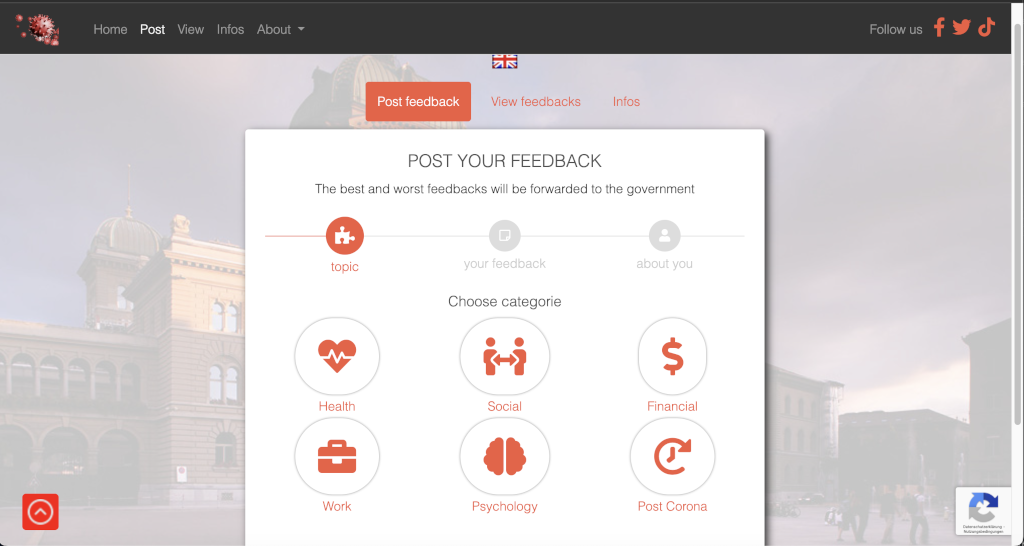 Home Post View Infos About Follow us
Post feedback View feedbacks Infos
POST YOUR FEEDBACK
The best and worst feedbacks will be forwarded to the government
topic your feedback about you
Choose categorie
Health Social Financial
Work Psychology Post Corona
Datenschutzerklärung -
Nutzungsbedingungen